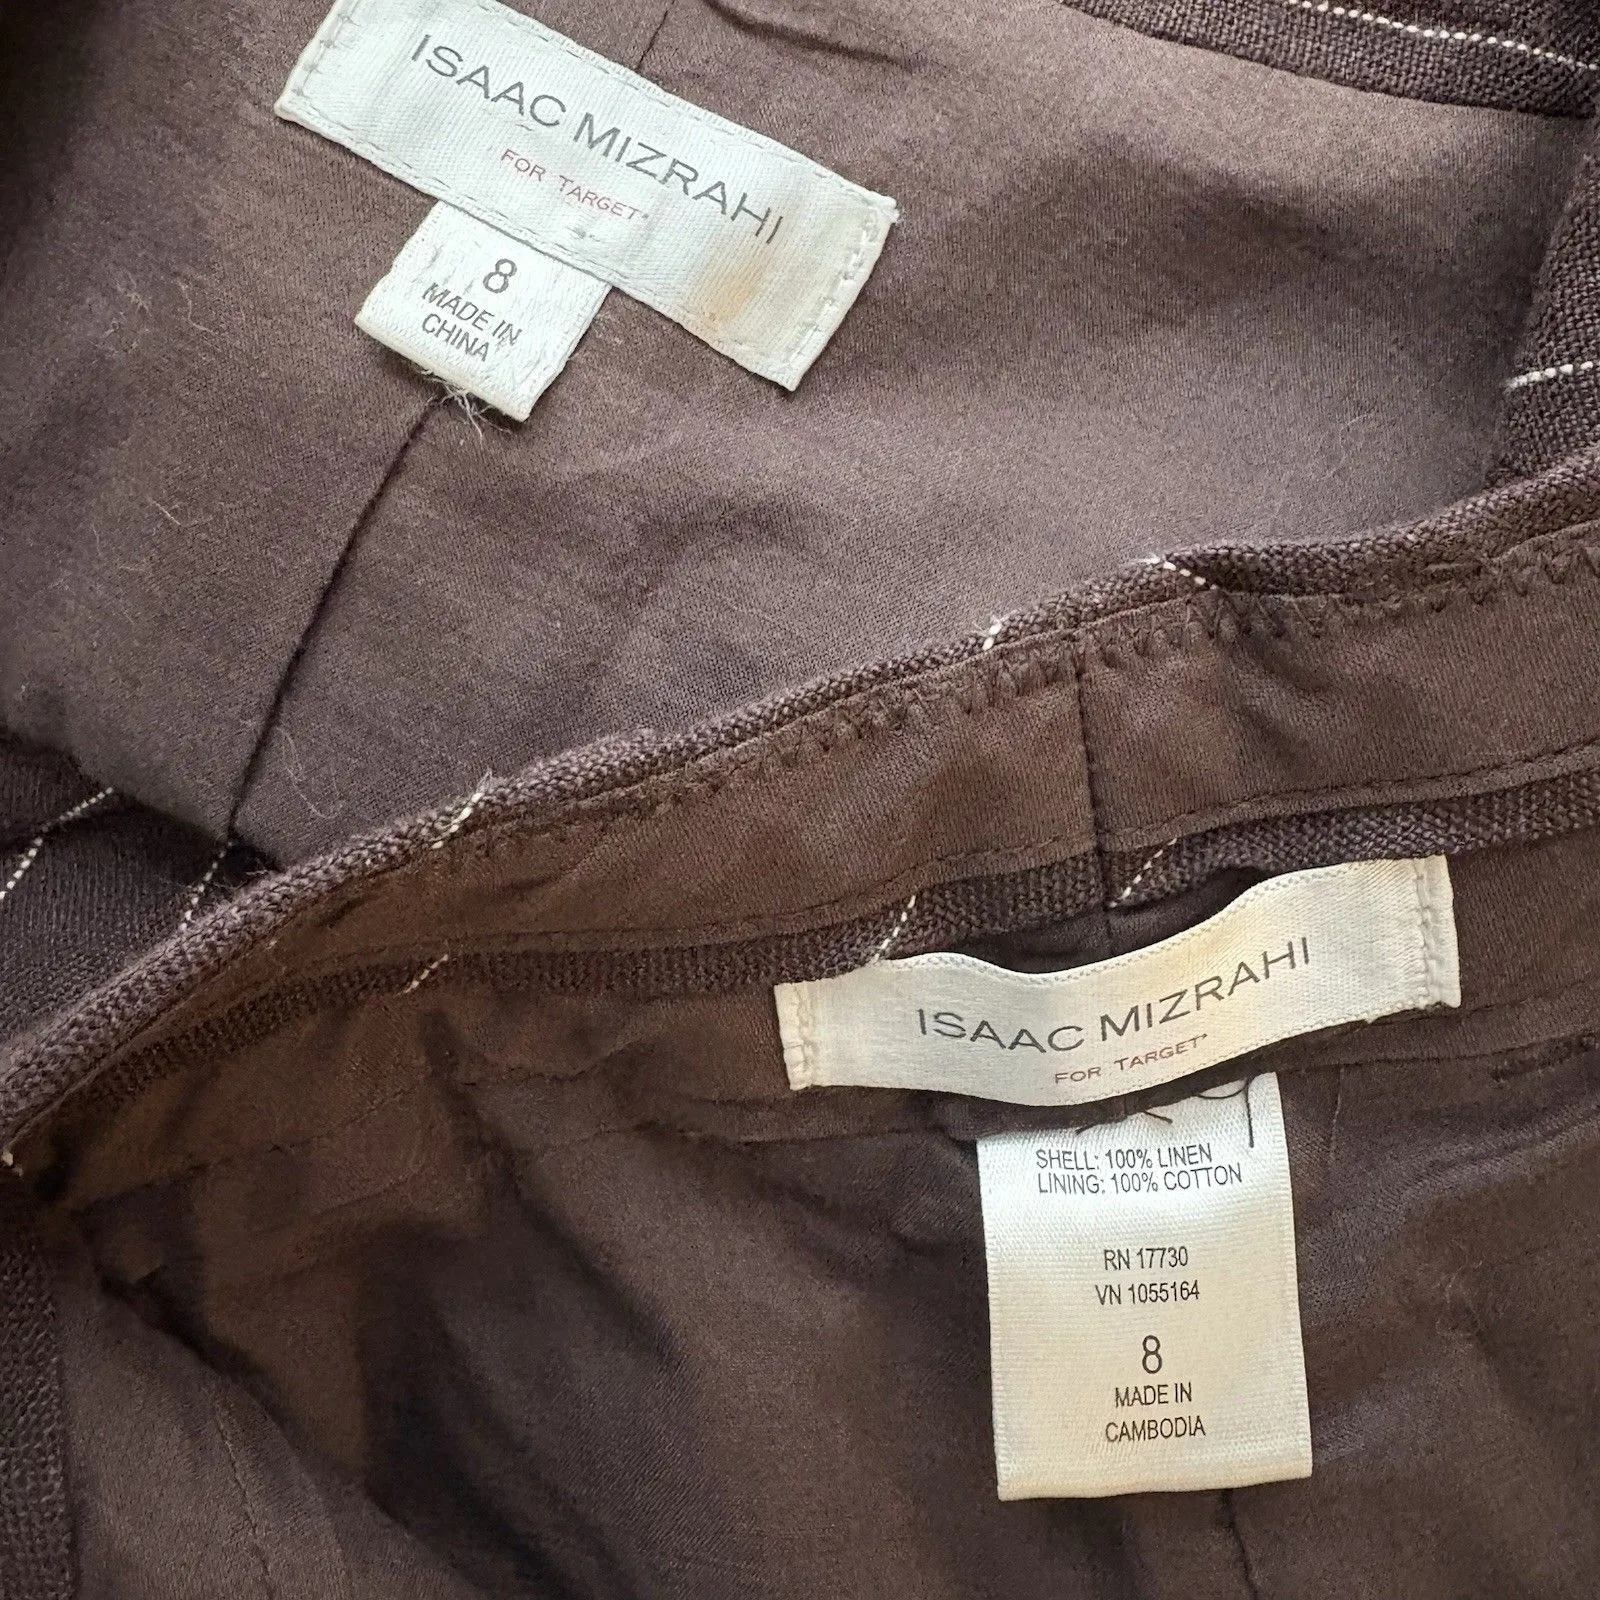 ISAAC MIZRAHI
FOR TARGET
8
MADE IN
CHINA
ISAAC MIZRAHI
FOR TARGET
SHELL: 100% LINEN
LINING: 100% COTTON
RN 17730
VN 1055164
8
MADE IN
CAMBODIA